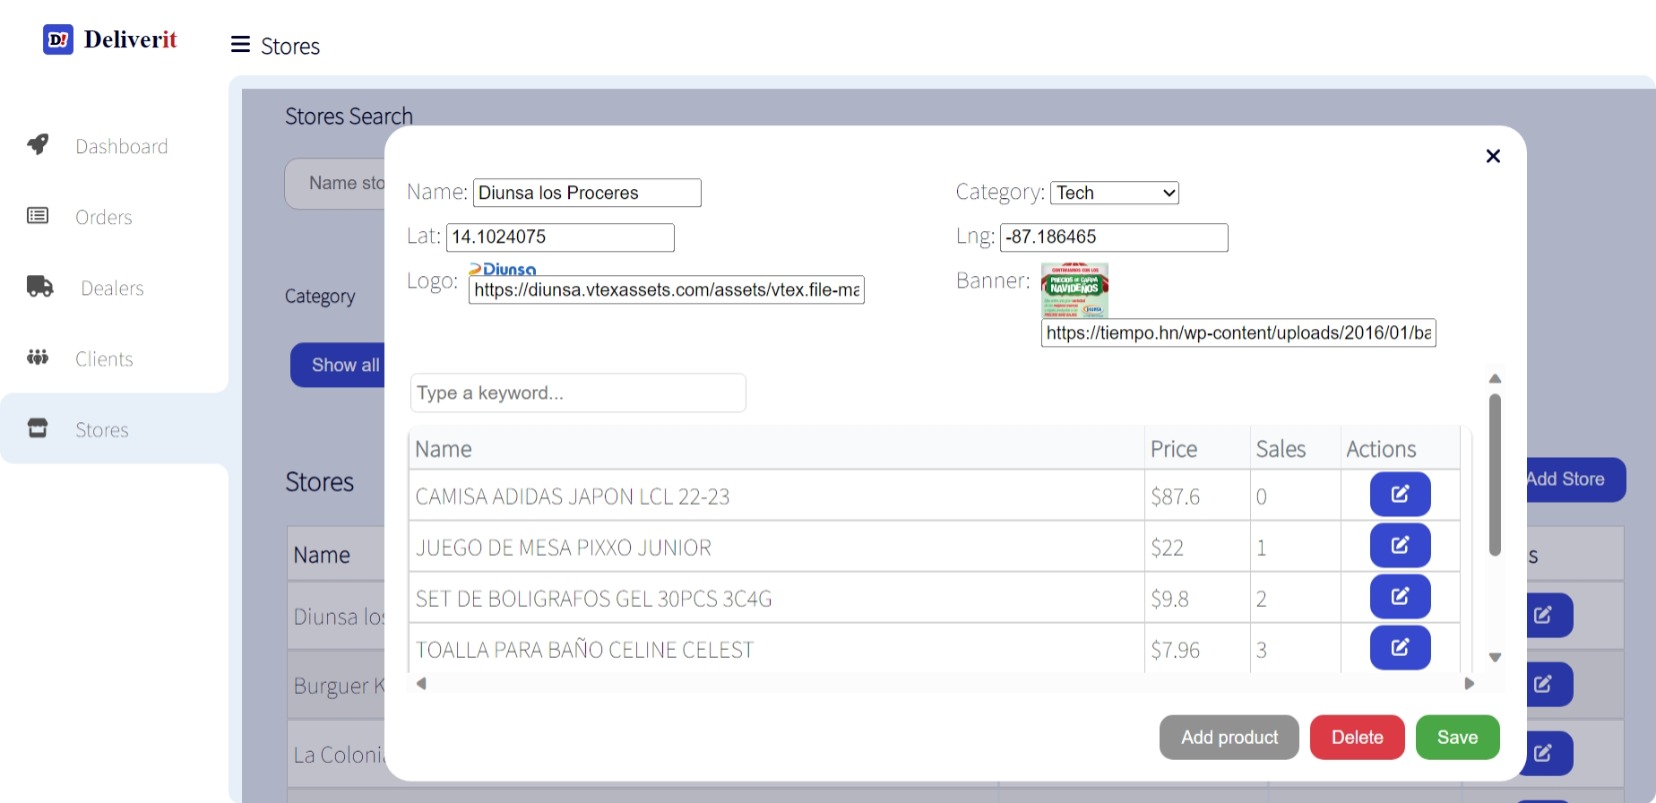 D! Deliverit
Stores
Dashboard
Orders
Dealers
Clients
Stores
Stores Search
Name sto
Category
Show all
Stores
Add Store
Name
s
Diunsa los
Burguer K
La Coloni
Name: Diunsa los Proceres
Category: Tech
Lat: 14.1024075
Lng: -87.186465
Logo: Diunsa
https://diunsa.vtexassets.com/assets/vtex.file-ma
Banner:
PRECIOS DE GANGA
NAVIDEÑOS
https://tiempo.hn/wp-content/uploads/2016/01/ba
Type a keyword...
Name Price Sales Actions
CAMISA ADIDAS JAPON LCL 22-23 $87.6 0
JUEGO DE MESA PIXXO JUNIOR $22 1
SET DE BOLIGRAFOS GEL 30PCS 3C4G $9.8 2
TOALLA PARA BAÑO CELINE CELEST $7.96 3
Add product
Delete
Save